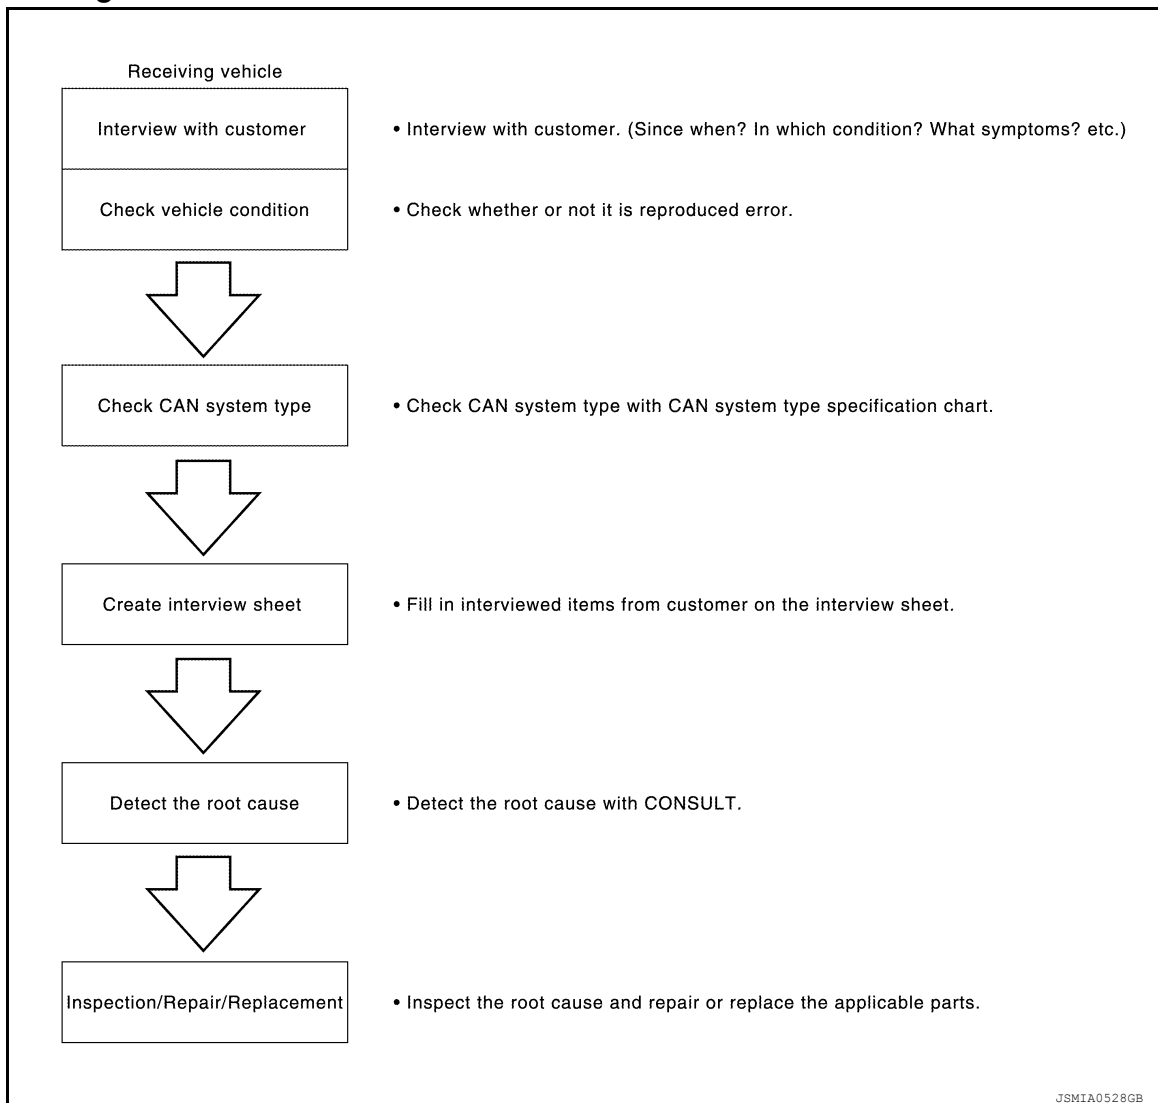 Receiving vehicle
Interview with customer
• Interview with customer. (Since when? In which condition? What symptoms? etc.)
Check vehicle condition
• Check whether or not it is reproduced error.
Check CAN system type
• Check CAN system type with CAN system type specification chart.
Create interview sheet
• Fill in interviewed items from customer on the interview sheet.
Detect the root cause
• Detect the root cause with CONSULT.
Inspection/Repair/Replacement
• Inspect the root cause and repair or replace the applicable parts.
JSMIA0528GB